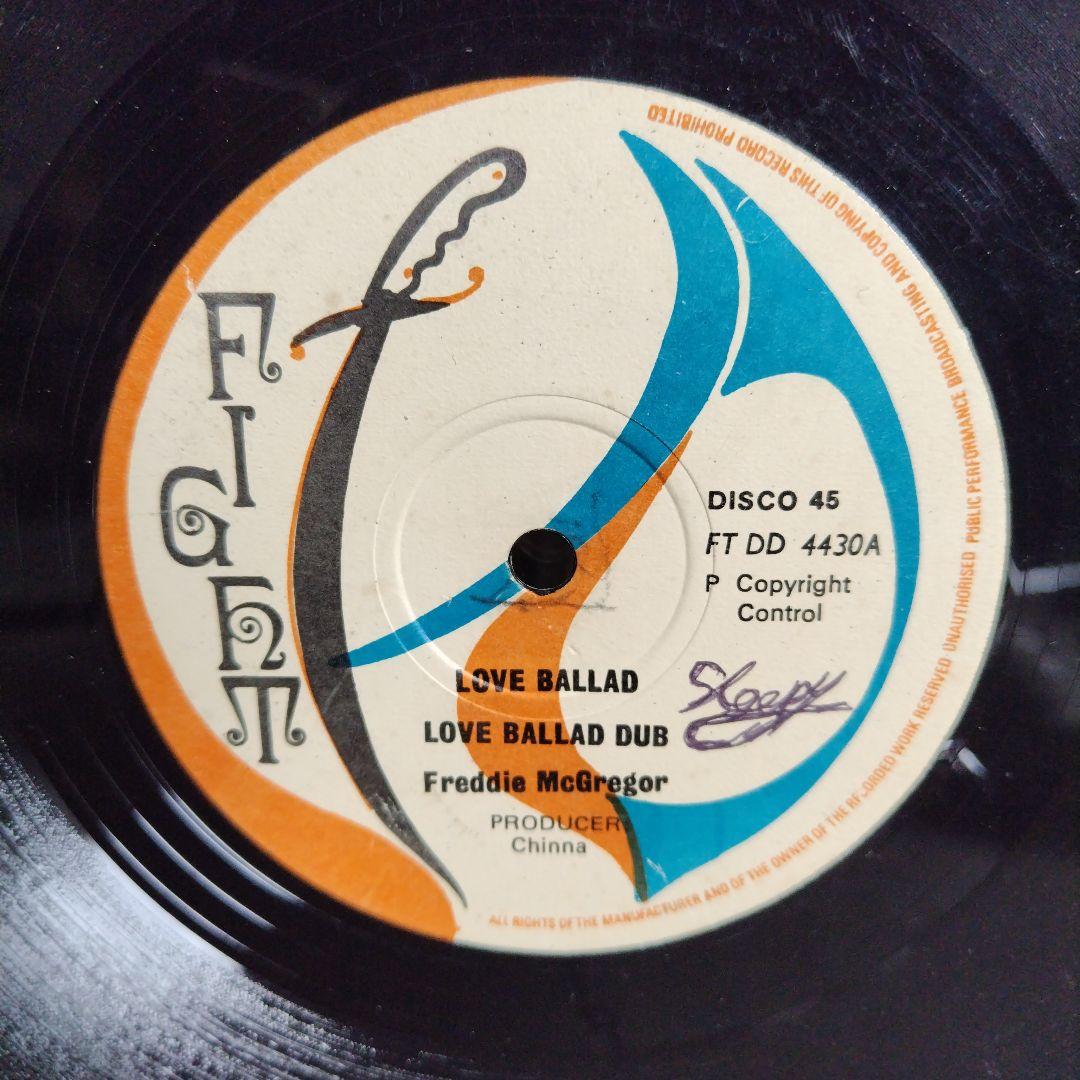 FIGHT
DISCO 45
FT DD 4430A
P Copyright
Control
LOVE BALLAD
Sleepy
LOVE BALLAD DUB
Freddie McGregor
PRODUCER
Chinna
ALL RIGHTS OF THE MANUFACTURER AND OF THE OWNER OF THE RECORDED WORK RESERVED UNAUTHORISED PUBLIC PERFORMANCE BROADCASTING AND COPYING OF THIS RECORD PROHIBITED